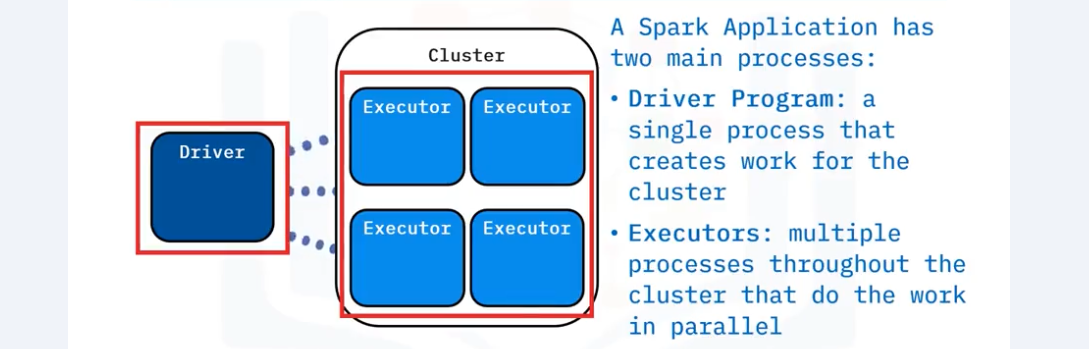 Cluster
Executor
Executor
Driver
Executor
Executor
A Spark Application has
two main processes:
• Driver Program: a
single process that
creates work for the
cluster
• Executors: multiple
processes throughout the
cluster that do the work
in parallel